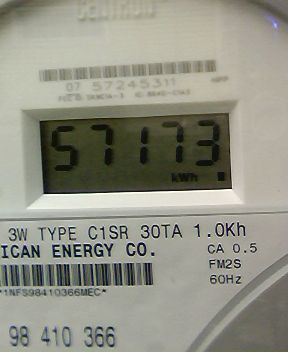 CENTRON
07 57245311
57173
kWh
3W TYPE C1SR 30TA 1.0Kh
ICAN ENERGY CO.
CA 0.5
FM2S
60Hz
*1NFS98410366MEC*
98 410 366